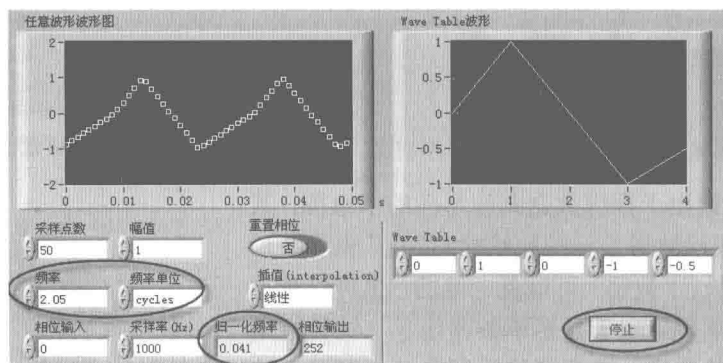 任意波形波形图
2
1
0
-1
-2
0
0.01
0.02
0.03
0.04
0.05
s
采样点数
50
幅值
1
重置相位
否
频率
2.05
频率单位
cycles
插值(interpolation)
线性
相位输入
0
采样率(Hz)
1000
归一化频率
0.041
相位输出
252
Wave Table波形
1
0.5
0
-0.5
-1
0
1
2
3
4
Wave Table
0
1
0
-1
-0.5
停止